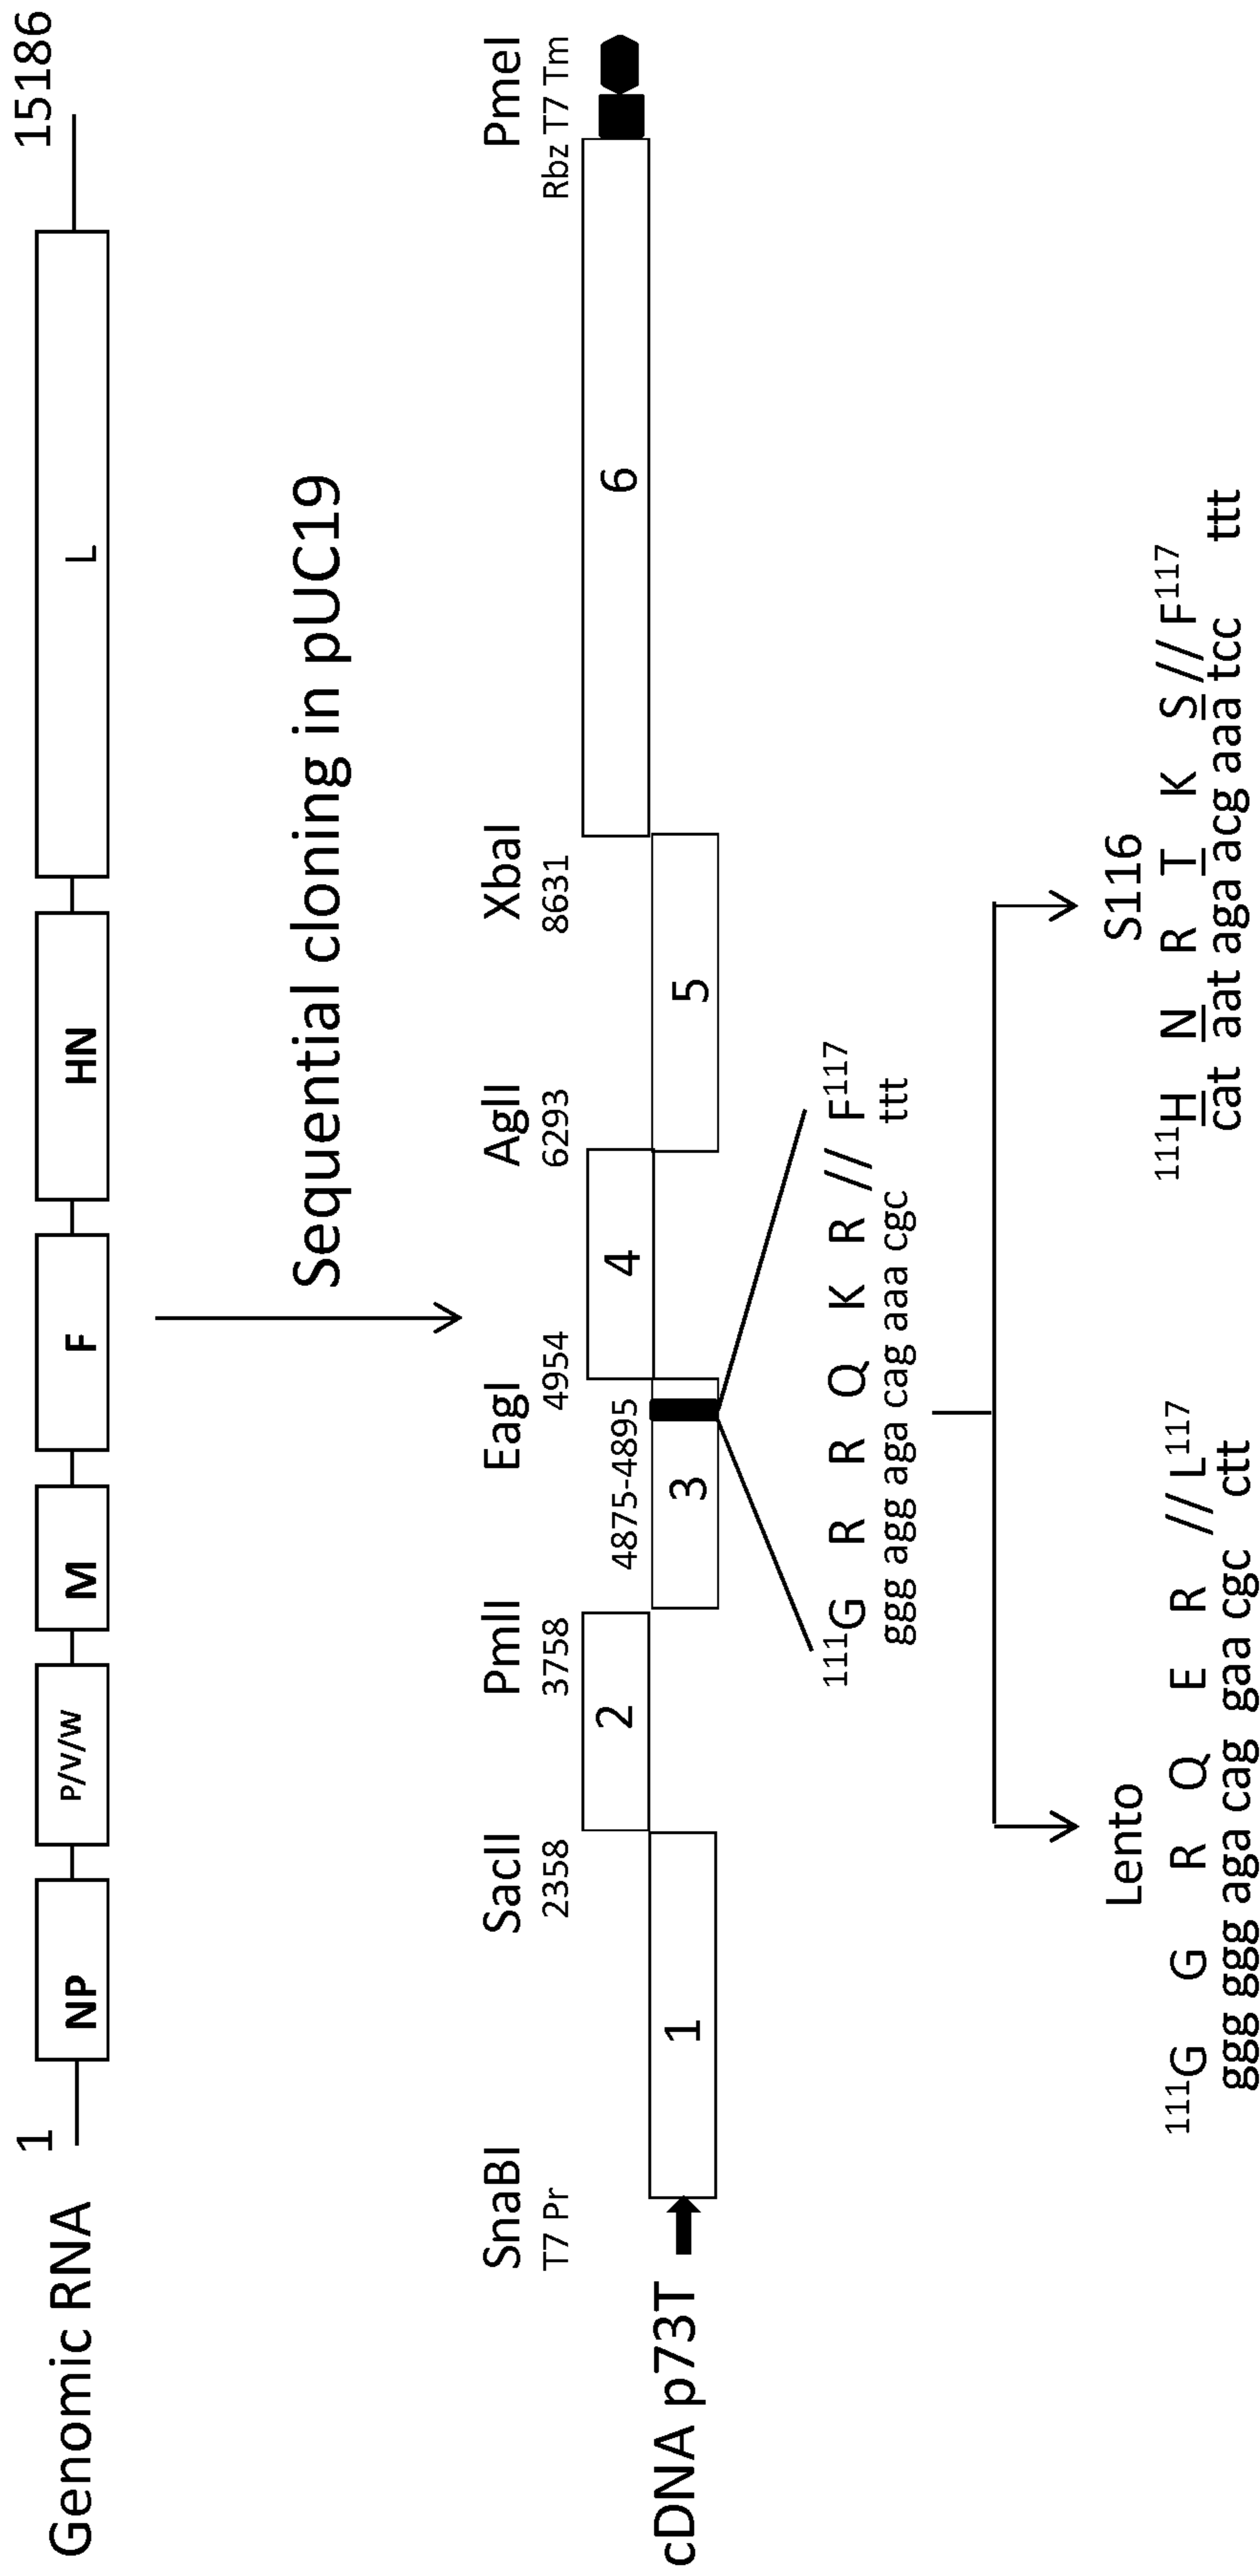 Genomic RNA 1 NP P/V/W M F HN L 15186
Sequential cloning in pUC19
SnaBI SacII PmlI EagI AgII XbaI PmeI
T7 Pr 2358 3758 4954 6293 8631 Rbz T7 Tm
2 4 6
4875-4895
cDNA p73T 1 3 5
111G R R Q K R // F117
ggg agg aga cag aaa cgc ttt
Lento S116
111G G R Q E R // L117 111H N R T K S // F117
ggg ggg aga cag gaa cgc ctt cat aat aga acg aaa tcc ttt